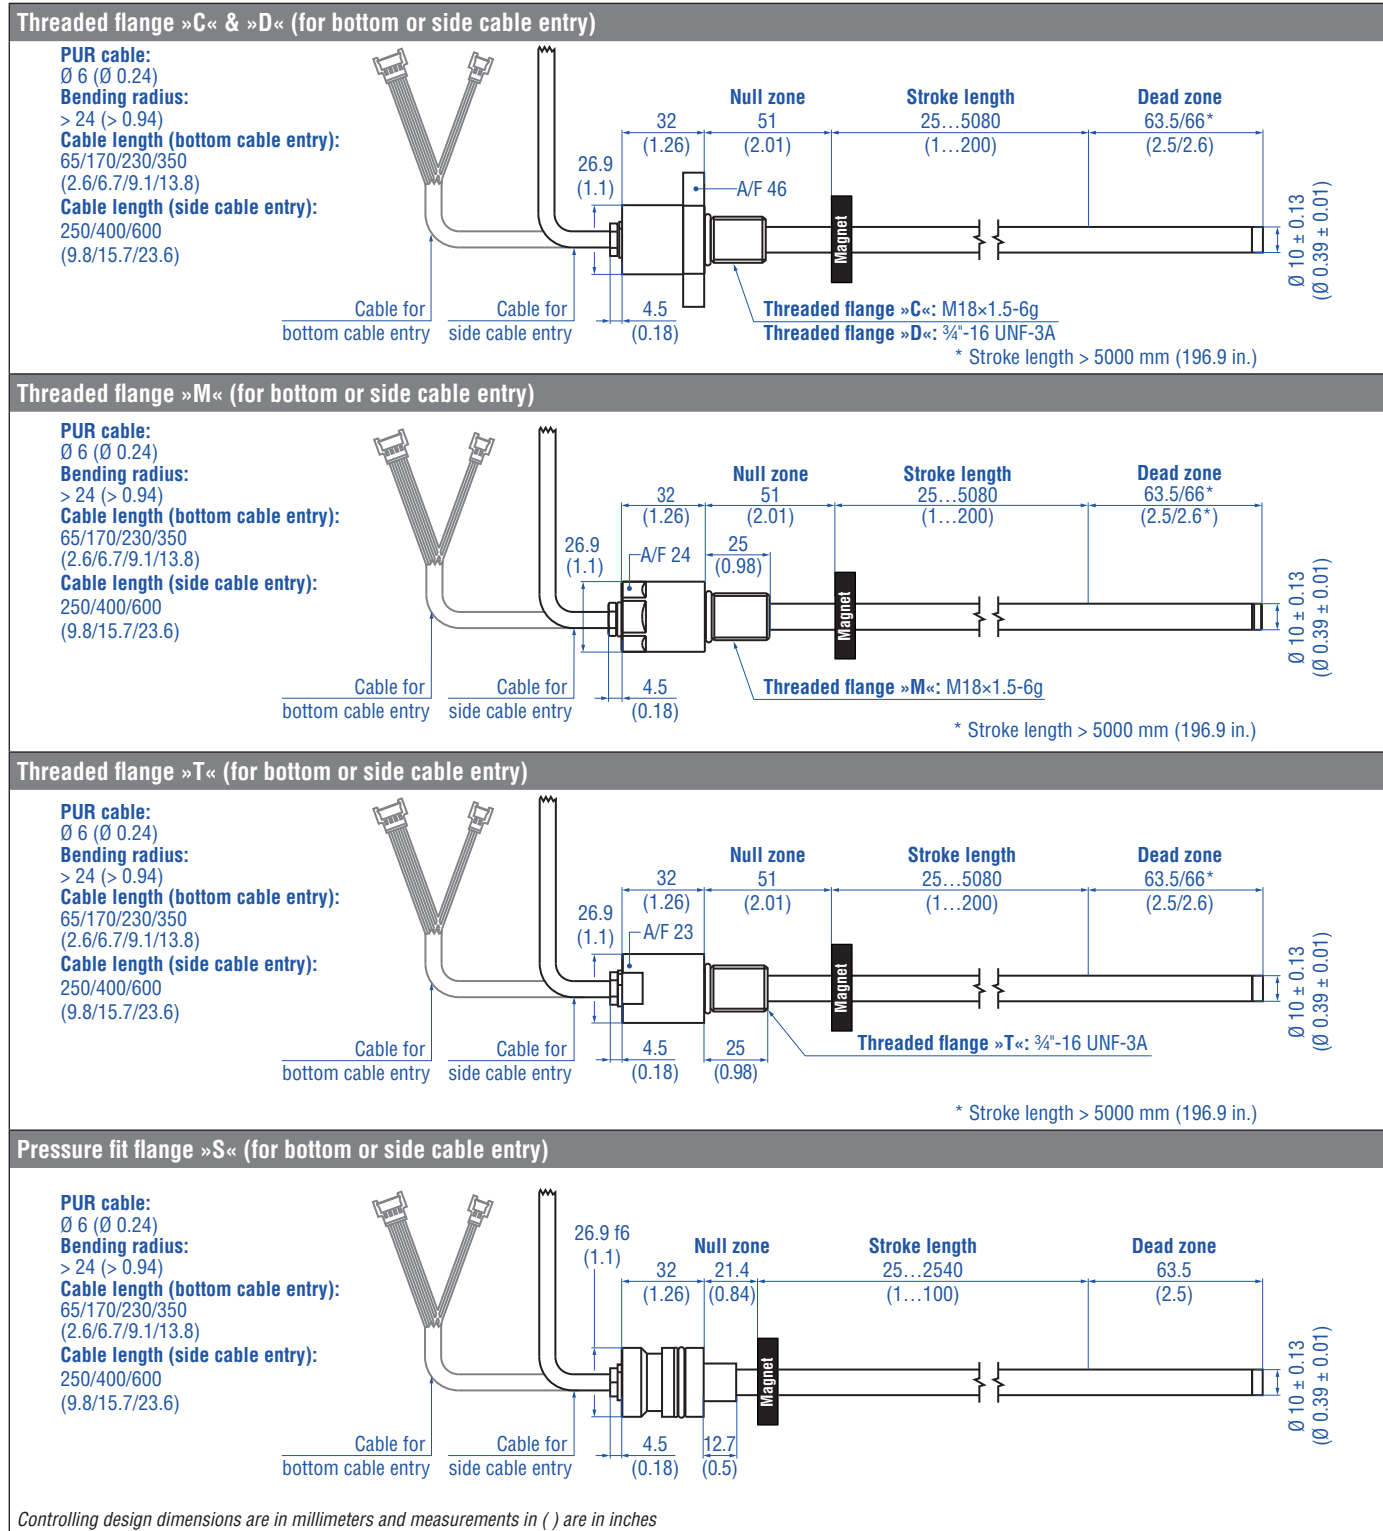 Threaded flange »C« & »D« (for bottom or side cable entry)
PUR cable:
Ø 6 (Ø 0.24)
Bending radius:
> 24 (> 0.94)
Cable length (bottom cable entry):
65/170/230/350
(2.6/6.7/9.1/13.8)
Cable length (side cable entry):
250/400/600
(9.8/15.7/23.6)
Null zone
Stroke length
Dead zone
32
51
25…5080
63.5/66*
(1.26)
(2.01)
(1…200)
(2.5/2.6)
26.9
(1.1)
A/F 46
Magnet
Ø 10 ± 0.13
(Ø 0.39 ± 0.01)
Cable for
bottom cable entry
Cable for
side cable entry
4.5
(0.18)
Threaded flange »C«: M18×1.5-6g
Threaded flange »D«: ¾"-16 UNF-3A
* Stroke length > 5000 mm (196.9 in.)
Threaded flange »M« (for bottom or side cable entry)
PUR cable:
Ø 6 (Ø 0.24)
Bending radius:
> 24 (> 0.94)
Cable length (bottom cable entry):
65/170/230/350
(2.6/6.7/9.1/13.8)
Cable length (side cable entry):
250/400/600
(9.8/15.7/23.6)
Null zone
Stroke length
Dead zone
32
51
25…5080
63.5/66*
(1.26)
(2.01)
(1…200)
(2.5/2.6*)
26.9
(1.1)
A/F 24
25
(0.98)
Magnet
Ø 10 ± 0.13
(Ø 0.39 ± 0.01)
Cable for
bottom cable entry
Cable for
side cable entry
4.5
(0.18)
Threaded flange »M«: M18×1.5-6g
* Stroke length > 5000 mm (196.9 in.)
Threaded flange »T« (for bottom or side cable entry)
PUR cable:
Ø 6 (Ø 0.24)
Bending radius:
> 24 (> 0.94)
Cable length (bottom cable entry):
65/170/230/350
(2.6/6.7/9.1/13.8)
Cable length (side cable entry):
250/400/600
(9.8/15.7/23.6)
Null zone
Stroke length
Dead zone
32
51
25…5080
63.5/66*
(1.26)
(2.01)
(1…200)
(2.5/2.6)
26.9
(1.1)
A/F 23
Magnet
Ø 10 ± 0.13
(Ø 0.39 ± 0.01)
Cable for
bottom cable entry
Cable for
side cable entry
4.5
(0.18)
25
(0.98)
Threaded flange »T«: ¾"-16 UNF-3A
* Stroke length > 5000 mm (196.9 in.)
Pressure fit flange »S« (for bottom or side cable entry)
PUR cable:
Ø 6 (Ø 0.24)
Bending radius:
> 24 (> 0.94)
Cable length (bottom cable entry):
65/170/230/350
(2.6/6.7/9.1/13.8)
Cable length (side cable entry):
250/400/600
(9.8/15.7/23.6)
26.9 f6
(1.1)
Null zone
Stroke length
Dead zone
32
21.4
25…2540
63.5
(1.26)
(0.84)
(1…100)
(2.5)
Magnet
Ø 10 ± 0.13
(Ø 0.39 ± 0.01)
Cable for
bottom cable entry
Cable for
side cable entry
4.5
(0.18)
12.7
(0.5)
Controlling design dimensions are in millimeters and measurements in ( ) are in inches